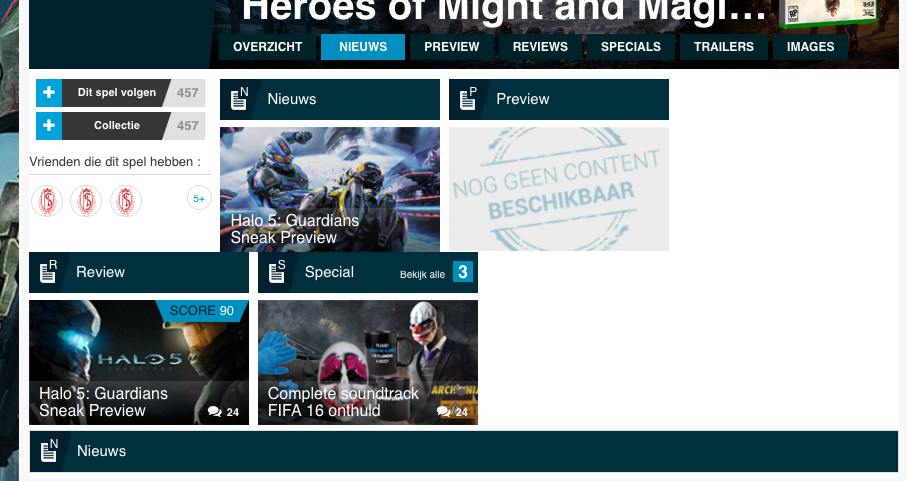 Heroes of Might and Magi...
OVERZICHT
NIEUWS
PREVIEW
REVIEWS
SPECIALS
TRAILERS
IMAGES
Dit spel volgen
457
Collectie
457
Vrienden die dit spel hebben :
5+
N
Nieuws
P
Preview
Halo 5: Guardians
Sneak Preview
NOG GEEN CONTENT
BESCHIKBAAR
R
Review
S
Special
Bekijk alle
3
SCORE 90
HALO 5
GUARDIANS
Halo 5: Guardians
Sneak Preview
24
Complete soundtrack
FIFA 16 onthuld
24
N
Nieuws